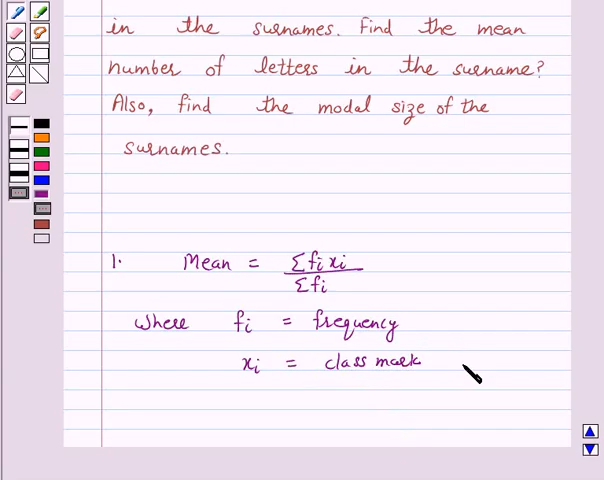 in the surnames. Find the mean
number of letters in the surname?
Also, find the modal size of the
surnames.
1. Mean = Σfixi / Σfi
where fi = frequency
xi = class mark